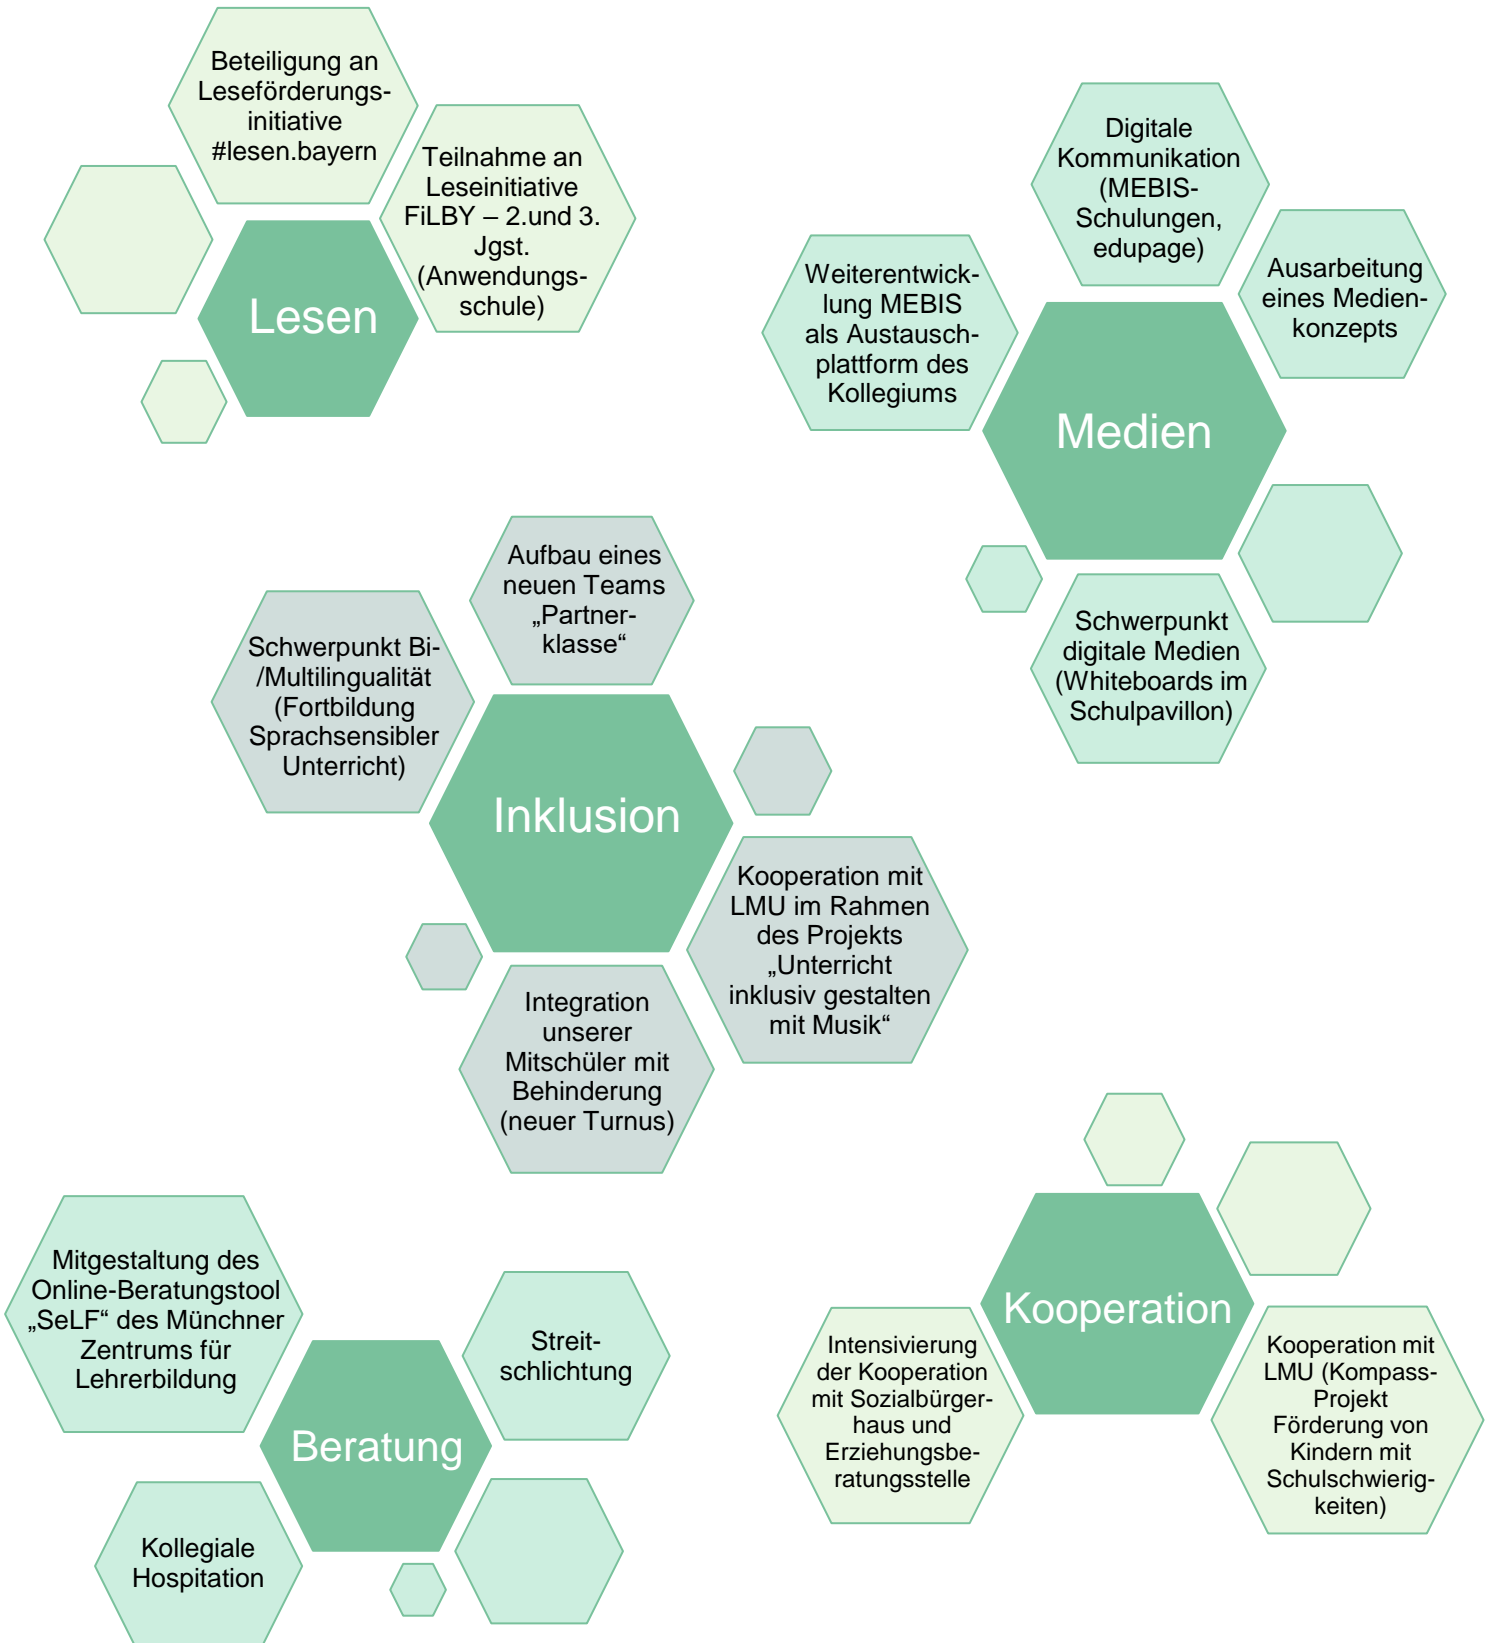 Beteiligung an
Leseförderungs-
initiative
#lesen.bayern
Teilnahme an
Leseinitiative
FiLBY – 2.und 3.
Jgst.
(Anwendungs-
schule)
Lesen
Digitale
Kommunikation
(MEBIS-
Schulungen,
edupage)
Weiterentwick-
lung MEBIS
als Austausch-
plattform des
Kollegiums
Ausarbeitung
eines Medien-
konzepts
Medien
Schwerpunkt
digitale Medien
(Whiteboards im
Schulpavillon)
Aufbau eines
neuen Teams
„Partner-
klasse“
Schwerpunkt Bi-
/Multilingualität
(Fortbildung
Sprachsensibler
Unterricht)
Inklusion
Kooperation mit
LMU im Rahmen
des Projekts
„Unterricht
inklusiv gestalten
mit Musik“
Integration
unserer
Mitschüler mit
Behinderung
(neuer Turnus)
Mitgestaltung des
Online-Beratungstool
„SeLF“ des Münchner
Zentrums für
Lehrerbildung
Streit-
schlichtung
Beratung
Kollegiale
Hospitation
Kooperation
Intensivierung
der Kooperation
mit Sozialbürger-
haus und
Erziehungsbe-
ratungsstelle
Kooperation mit
LMU (Kompass-
Projekt
Förderung von
Kindern mit
Schulschwierig-
keiten)